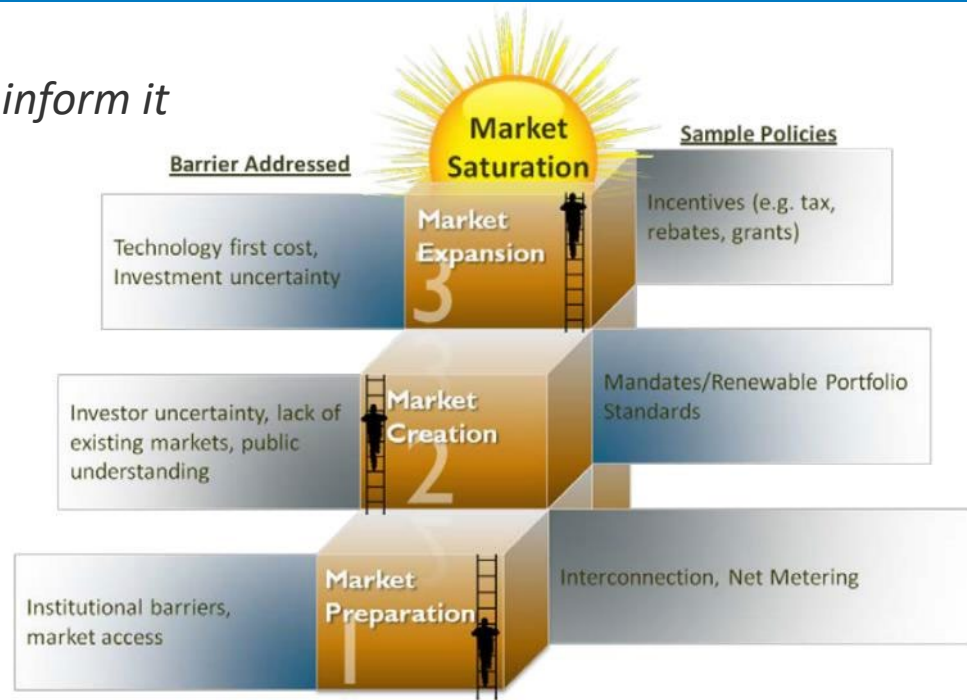 inform it
Barrier Addressed
Sample Policies
Market
Saturation
Technology first cost,
Investment uncertainty
Market
Expansion
3
Incentives (e.g. tax,
rebates, grants)
Investor uncertainty, lack of
existing markets, public
understanding
Market
Creation
2
Mandates/Renewable Portfolio
Standards
Institutional barriers,
market access
Market
Preparation
1
Interconnection, Net Metering